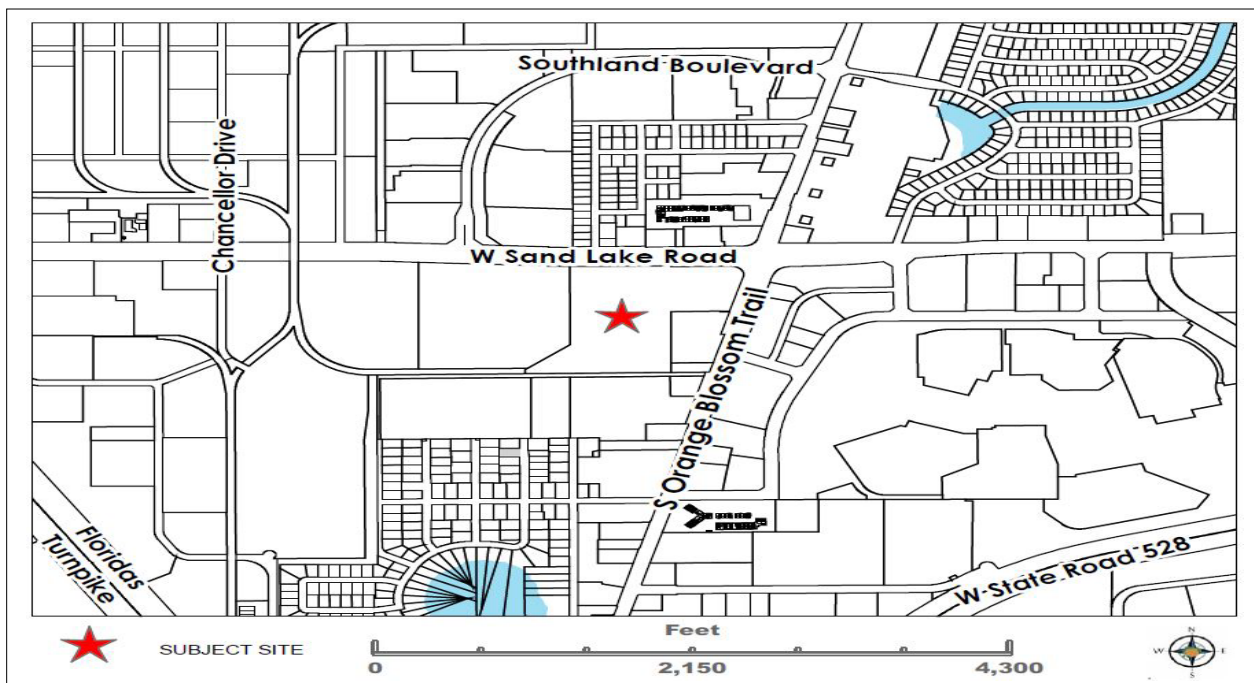 Southland Boulevard
Chancellor Drive
W Sand Lake Road
S Orange Blossom Trail
Floridas
Turnpike
W State Road 528
SUBJECT SITE
Feet
0
2,150
4,300
N
W
E
S